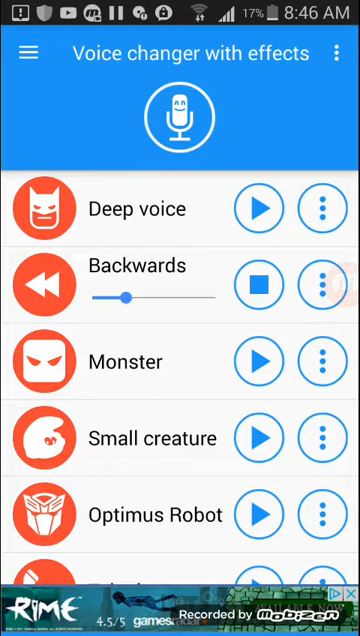 17% 8:46 AM
Voice changer with effects
Deep voice
Backwards
Monster
Small creature
Optimus Robot
RiME
4.5/5 games
Recorded by mobizen